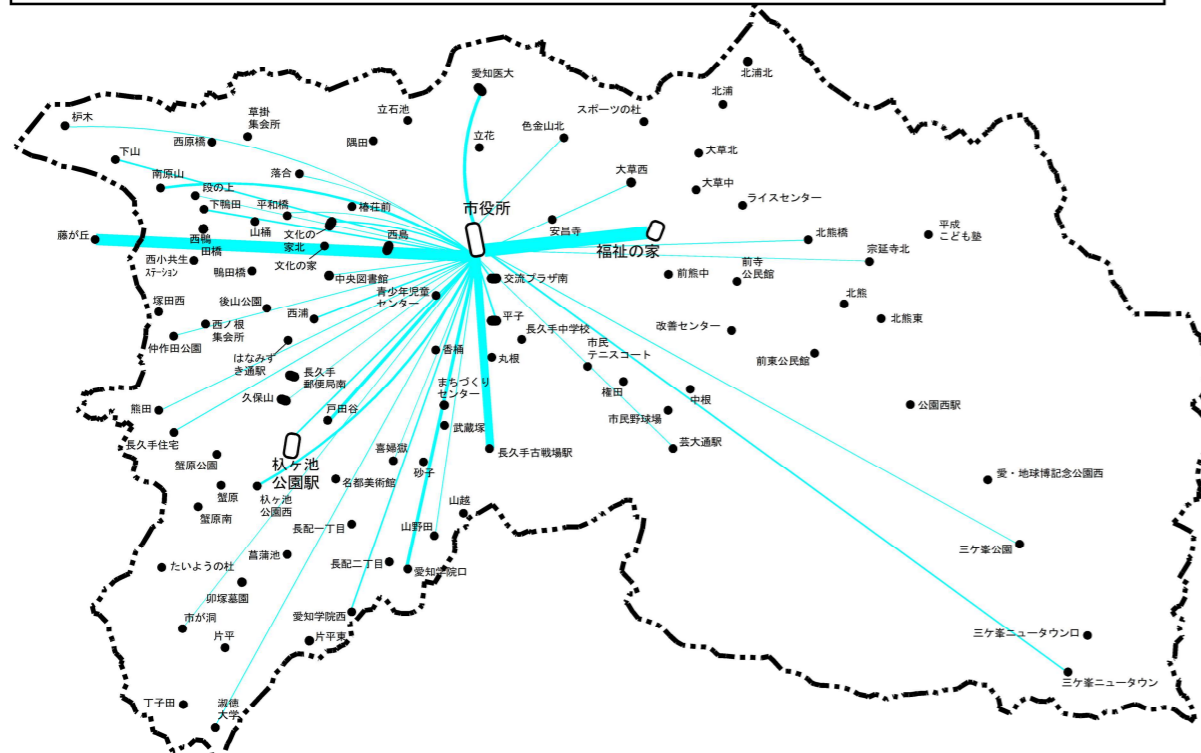 北浦北
愛知医大
北浦
スポーツの杜
立石池
草掛
集会所
枦木
色金山北
立花
隅田
西原橋
下山
大草北
南原山
落合
大草西
段の上
大草中
ライスセンター
下鴨田
平和橋
椿荘前
市役所
山桶
文化の
家北
西島
安昌寺
福祉の家
平成
こども塾
北熊橋
藤が丘
西鴨
田橋
宗延寺北
西小共生
ステーション
鴨田橋
文化の家
中央図書館
交流プラザ南
前熊中
前寺
公民館
青少年児童
センター
塚田西
後山公園
北熊
西浦
平子
北熊東
西ノ根
集会所
長久手中学校
改善センター
仲作田公園
はなみず
き通駅
香桶
丸根
市民
テニスコート
前東公民館
長久手
郵便局南
まちづくり
センター
権田
中根
久保山
熊田
戸田谷
市民野球場
公園西駅
武蔵塚
長久手住宅
杁ヶ池
公園駅
喜婦嶽
長久手古戦場駅
芸大通駅
蟹原公園
砂子
愛・地球博記念公園西
蟹原
名都美術館
杁ヶ池
公園西
蟹原南
山越
長配一丁目
山野田
三ケ峯公園
菖蒲池
たいようの杜
長配二丁目
愛知学院口
卯塚墓園
市が洞
愛知学院西
片平
片平東
三ケ峯ニュータウン口
三ケ峯ニュータウン
丁子田
淑徳
大学